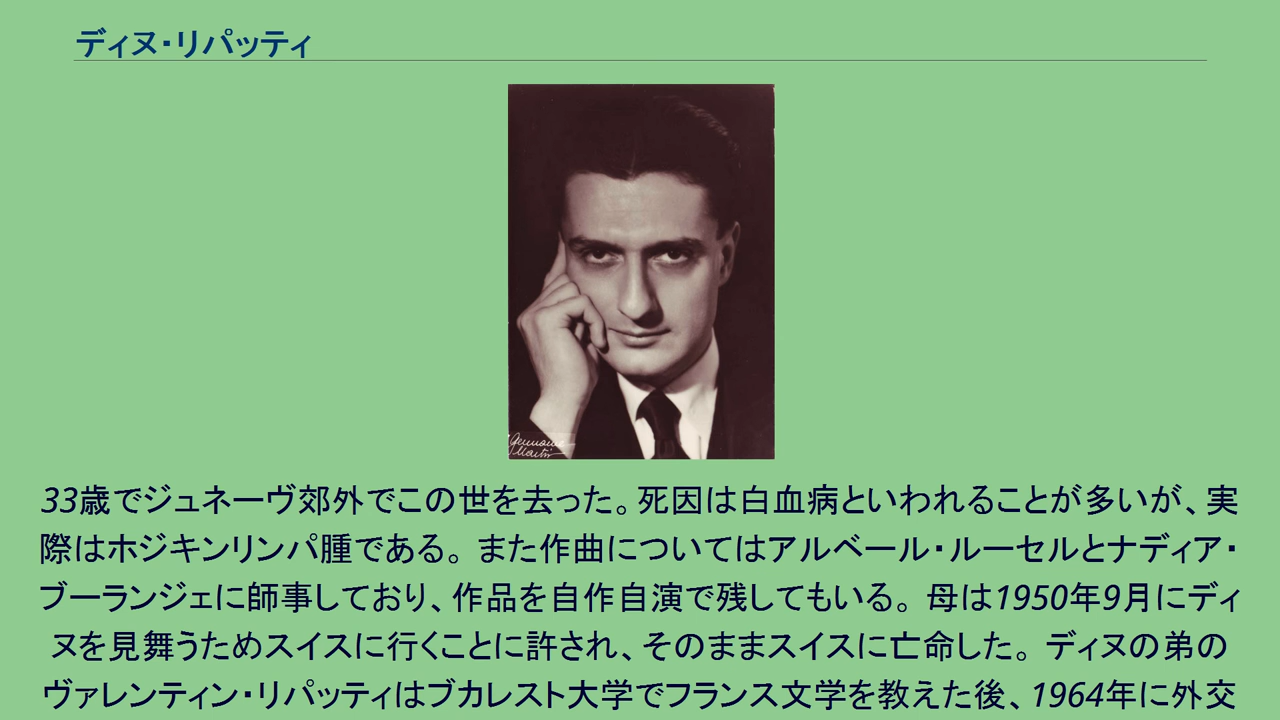 ディヌ・リパッティ
Germaine
Martin
33歳でジュネーヴ郊外でこの世を去った。死因は白血病といわれることが多いが、実
際はホジキンリンパ腫である。また作曲についてはアルベール・ルーセルとナディア・
ブーランジェに師事しており、作品を自作自演で残してもいる。母は1950年9月にディ
ヌを見舞うためスイスに行くことに許され、そのままスイスに亡命した。ディヌの弟の
ヴァレンティン・リパッティはブカレスト大学でフランス文学を教えた後、1964年に外交